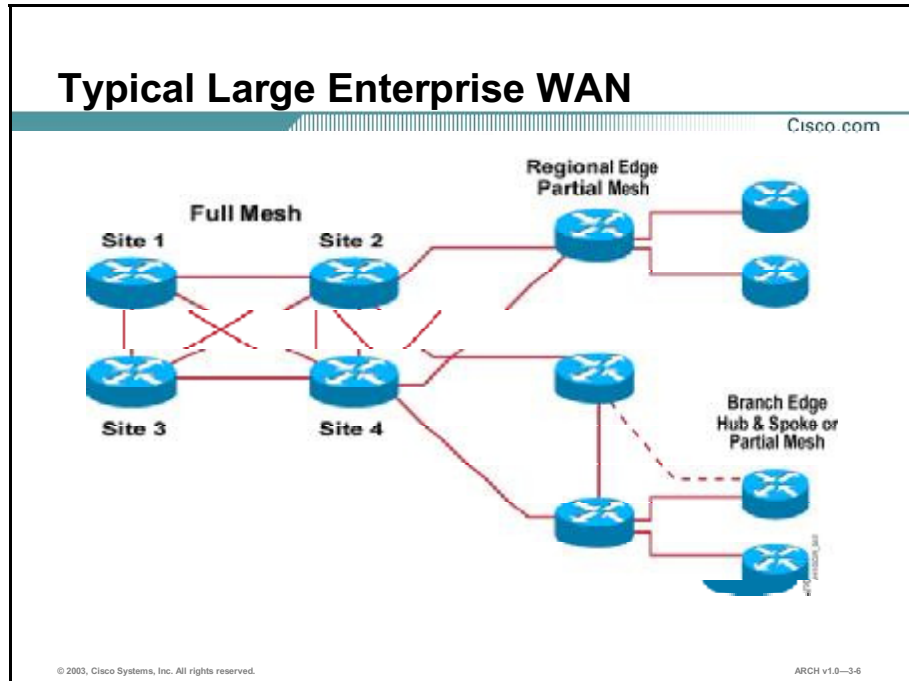 Typical Large Enterprise WAN
Cisco.com
Regional Edge
Partial Mesh
Full Mesh
Site 1
Site 2
Site 3
Site 4
Branch Edge
Hub & Spoke or
Partial Mesh
© 2003, Cisco Systems, Inc. All rights reserved.
ARCH v1.0—3-6